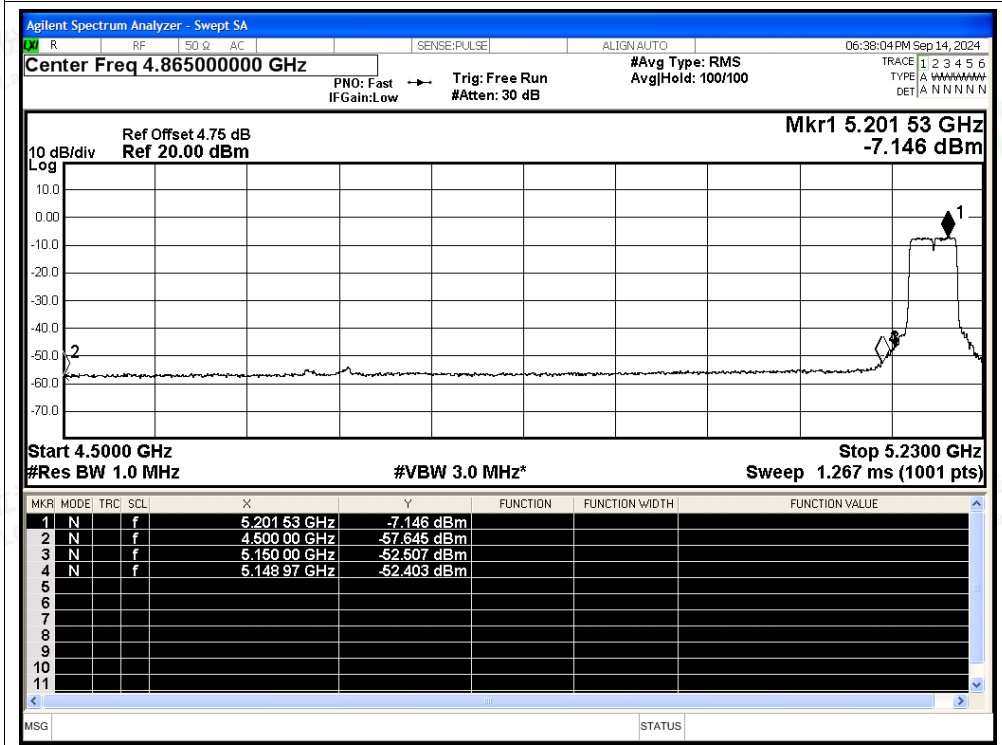 Agilent Spectrum Analyzer - Swept SA
LXI R RF 50 Ω AC SENSE:PULSE ALIGN AUTO 06:38:04 PM Sep 14, 2024
Center Freq 4.865000000 GHz
PNO: Fast
IFGain:Low
Trig: Free Run
#Atten: 30 dB
#Avg Type: RMS
Avg|Hold: 100/100
TRACE 1 2 3 4 5 6
TYPE A WWWWW
DET A N N N N N
Mkr1 5.201 53 GHz
-7.146 dBm
Ref Offset 4.75 dB
10 dB/div Ref 20.00 dBm
Log
10.0
0.00
1
-10.0
-20.0
-30.0
-40.0
-50.0
2
-60.0
-70.0
Start 4.5000 GHz Stop 5.2300 GHz
#Res BW 1.0 MHz #VBW 3.0 MHz* Sweep 1.267 ms (1001 pts)
MKR MODE TRC SCL X Y FUNCTION FUNCTION WIDTH FUNCTION VALUE
1 N f 5.201 53 GHz -7.146 dBm
2 N f 4.500 00 GHz -57.645 dBm
3 N f 5.150 00 GHz -52.507 dBm
4 N f 5.148 97 GHz -52.403 dBm
5
6
7
8
9
10
11
MSG STATUS